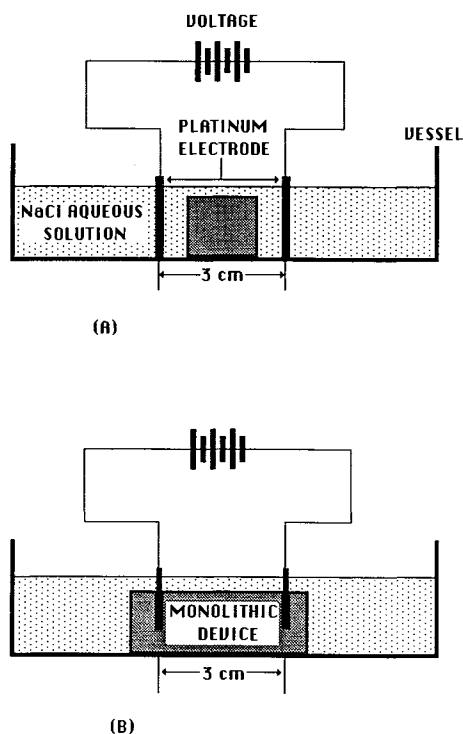 VOLTAGE
PLATINUM
ELECTRODE
VESSEL
NaCl AQUEOUS
SOLUTION
3 cm
(A)
MONOLITHIC
DEVICE
3 cm
(B)